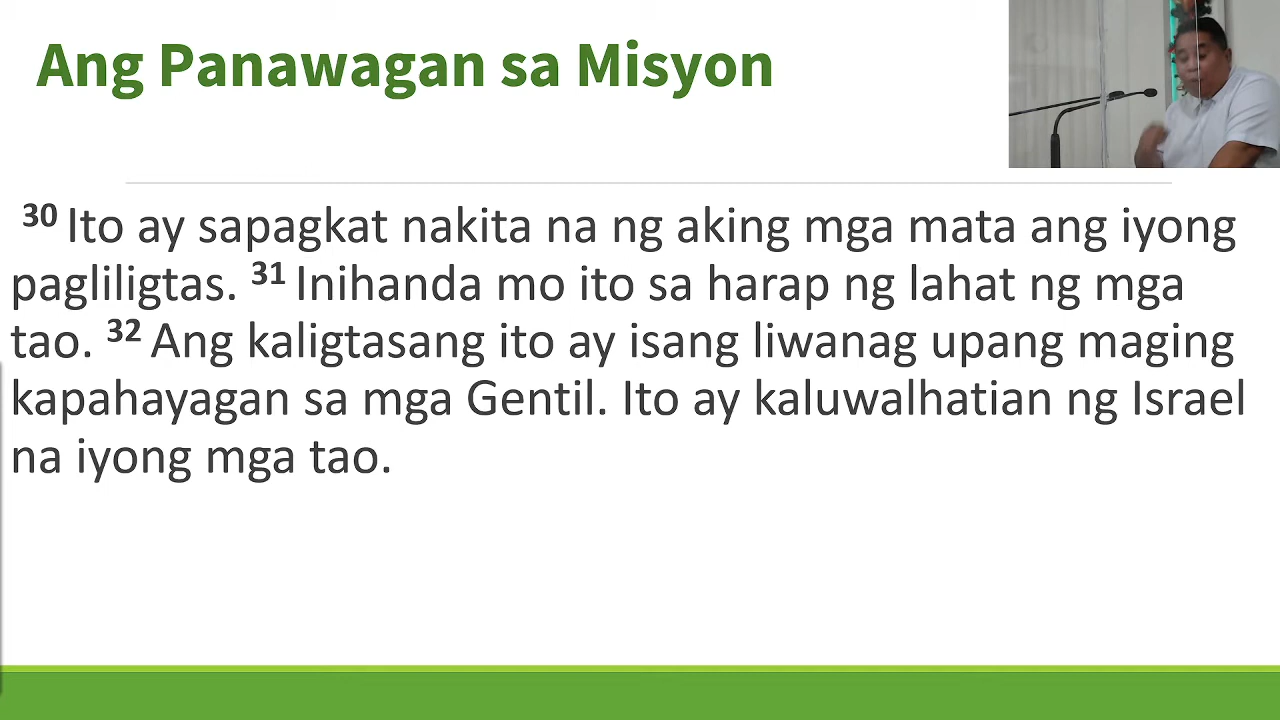 Ang Panawagan sa Misyon
30 Ito ay sapagkat nakita na ng aking mga mata ang iyong
pagliligtas. 31 Inihanda mo ito sa harap ng lahat ng mga
tao. 32 Ang kaligtasang ito ay isang liwanag upang maging
kapahayagan sa mga Gentil. Ito ay kaluwalhatian ng Israel
na iyong mga tao.